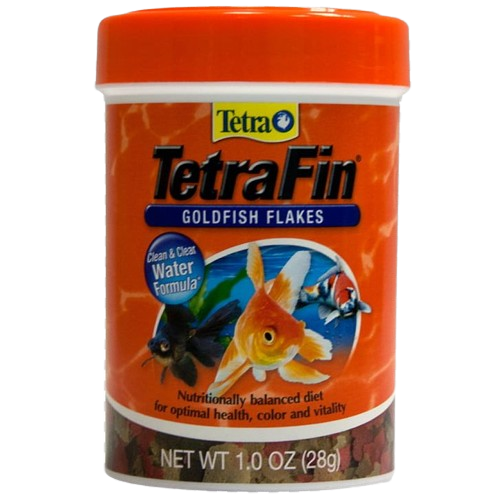 Tetra
TetraFin®
GOLDFISH FLAKES
Clean & Clear
Water
Formula*
Nutritionally balanced diet
for optimal health, color and vitality
NET WT 1.0 OZ (28g)